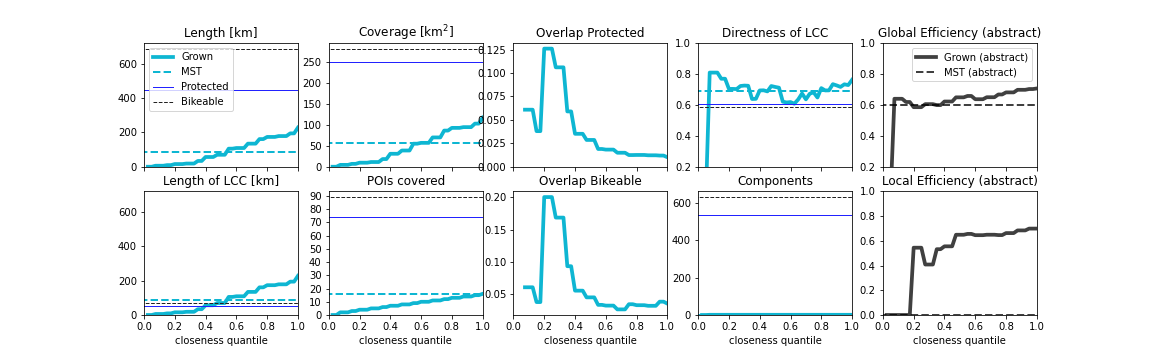 Length [km]
Coverage [km²]
Overlap Protected
Directness of LCC
Global Efficiency (abstract)
600
400
200
0
Grown
MST
Protected
Bikeable
250
200
150
100
50
0
0.125
0.100
0.075
0.050
0.025
0.000
1.0
0.8
0.6
0.4
0.2
1.0
0.8
0.6
0.4
0.2
Grown (abstract)
MST (abstract)
Length of LCC [km]
POIs covered
Overlap Bikeable
Components
Local Efficiency (abstract)
600
400
200
0
90
80
70
60
50
40
30
20
10
0
0.20
0.15
0.10
0.05
600
400
200
0
1.0
0.8
0.6
0.4
0.2
0.0
0.0 0.2 0.4 0.6 0.8 1.0
0.0 0.2 0.4 0.6 0.8 1.0
0.0 0.2 0.4 0.6 0.8 1.0
0.0 0.2 0.4 0.6 0.8 1.0
0.0 0.2 0.4 0.6 0.8 1.0
closeness quantile
closeness quantile
closeness quantile
closeness quantile
closeness quantile